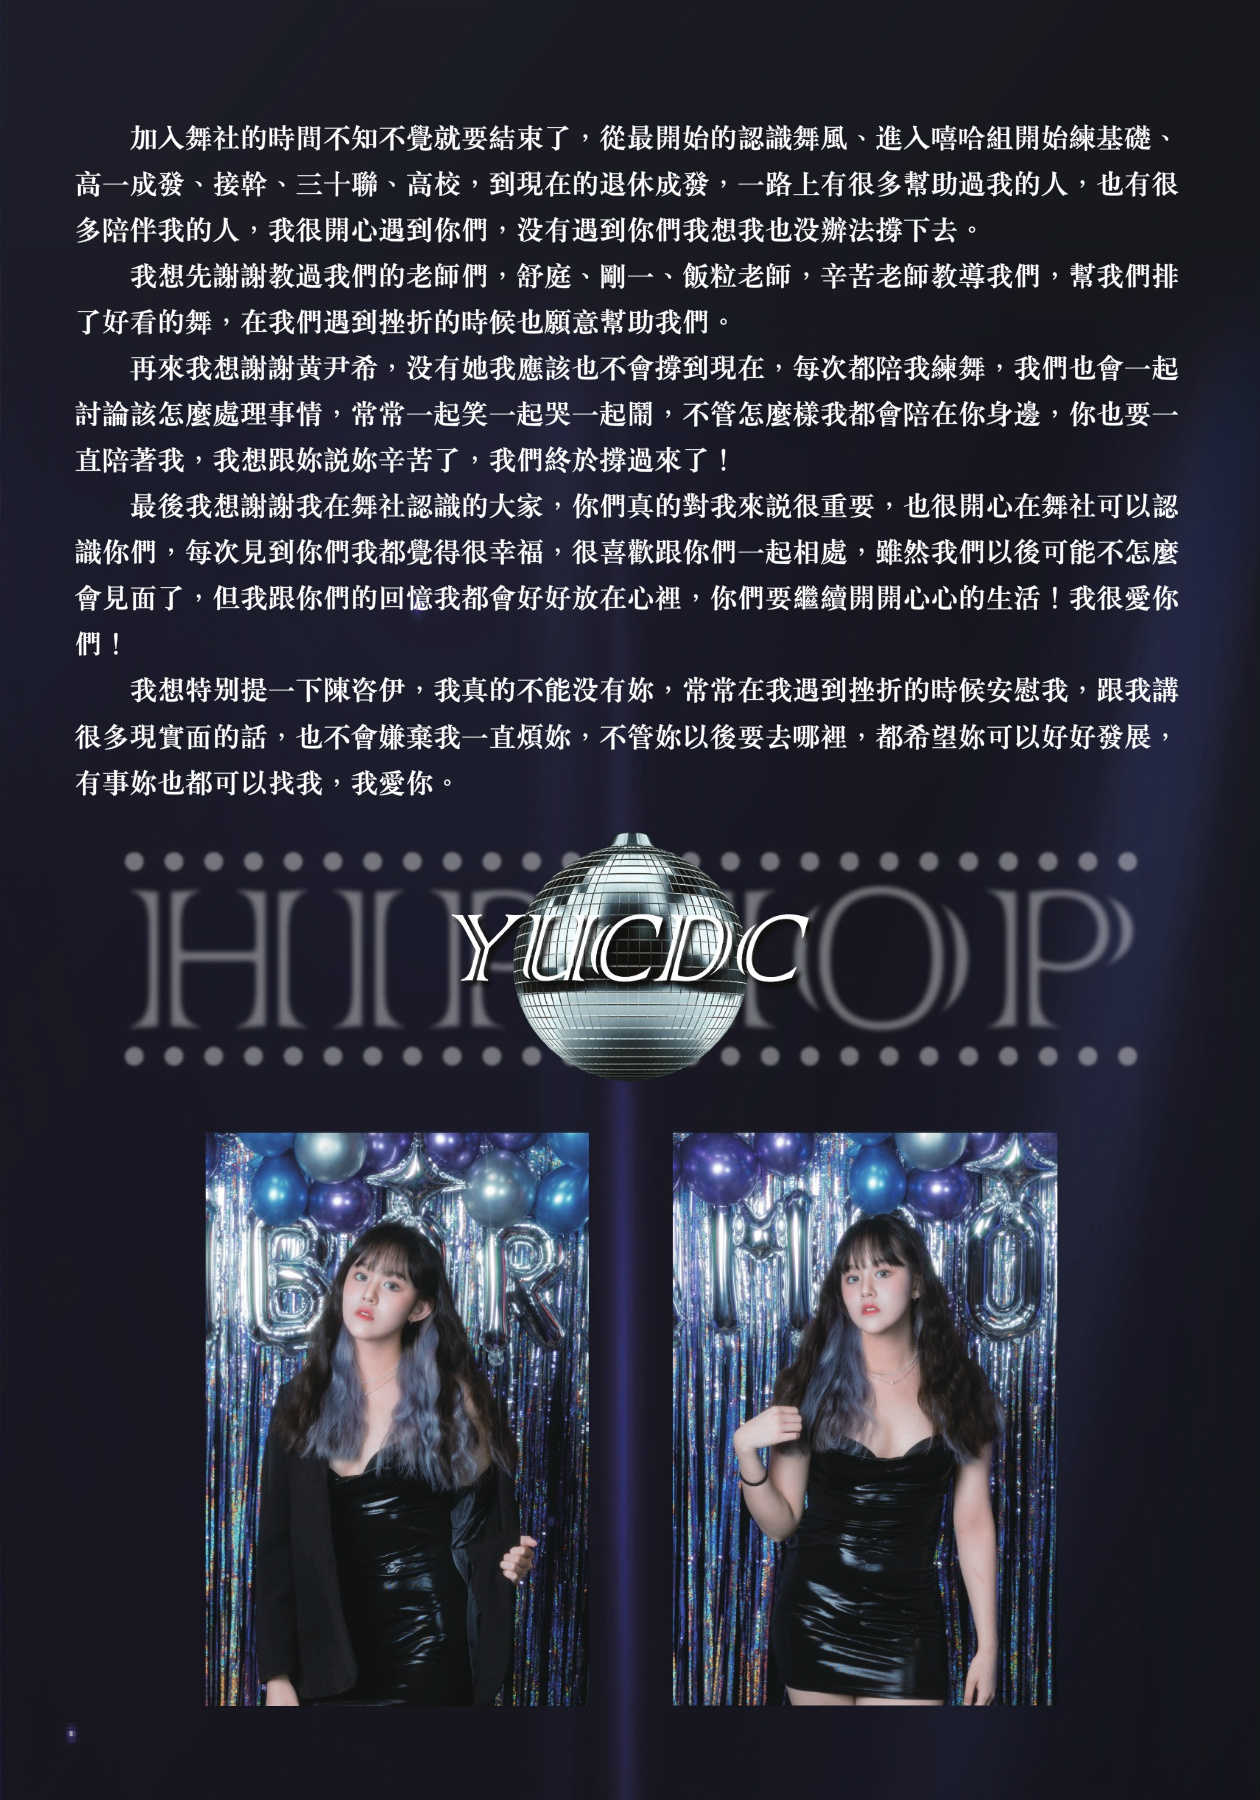 加入舞社的時間不知不覺就要結束了，從最開始的認識舞風、進入嘻哈組開始練基礎、
高一成發、接幹、三十聯、高校，到現在的退休成發，一路上有很多幫助過我的人，也有很
多陪伴我的人，我很開心遇到你們，没有遇到你們我想我也没辦法撐下去。
我想先謝謝教過我們的老師們，舒庭、剛一、飯粒老師，辛苦老師教導我們，幫我們排
了好看的舞，在我們遇到挫折的時候也願意幫助我們。
再來我想謝謝黃尹希，没有她我應該也不會撐到現在，每次都陪我練舞，我們也會一起
討論該怎麼處理事情，常常一起笑一起哭一起鬧，不管怎麼樣我都會陪在你身邊，你也要一
直陪著我，我想跟妳説妳辛苦了，我們終於撐過來了！
最後我想謝謝我在舞社認識的大家，你們真的對我來説很重要，也很開心在舞社可以認
識你們，每次見到你們我都覺得很幸福，很喜歡跟你們一起相處，雖然我們以後可能不怎麼
會見面了，但我跟你們的回憶我都會好好放在心裡，你們要繼續開開心心的生活！我很愛你
們！
我想特别提一下陳咨伊，我真的不能没有妳，常常在我遇到挫折的時候安慰我，跟我講
很多現實面的話，也不會嫌棄我一直煩妳，不管妳以後要去哪裡，都希望妳可以好好發展，
有事妳也都可以找我，我愛你。
HIP HOP
YUCDC
B R
M O